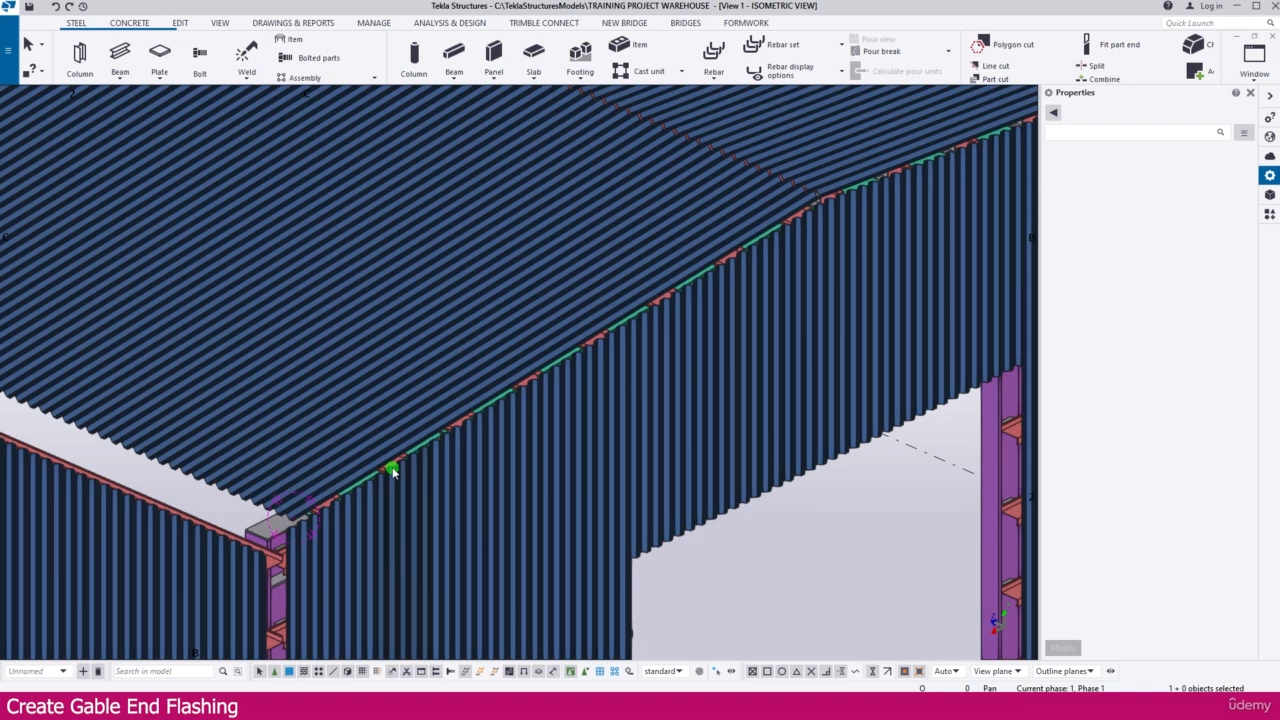 Tekla Structures - C:\TeklaStructuresModels\TRAINING PROJECT WAREHOUSE - [View 1 - ISOMETRIC VIEW]
Log in
STEEL CONCRETE EDIT VIEW DRAWINGS & REPORTS MANAGE ANALYSIS & DESIGN TRIMBLE CONNECT NEW BRIDGE BRIDGES FORMWORK
Quick Launch
Column Beam Plate Bolt Weld
Item
Bolted parts
Assembly
Column Beam Panel Slab Footing
Item
Cast unit
Rebar
Rebar set
Rebar display options
Pour view
Pour break
Calculate pour units
Polygon cut
Line cut
Part cut
Fit part end
Split
Combine
Window
Properties
C
B
2
B
Modify
Unnamed
Search in model
standard
Auto
View plane
Outline planes
O 0 Pan Current phase: 1, Phase 1 1 + 0 objects selected
Create Gable End Flashing
ûdemy